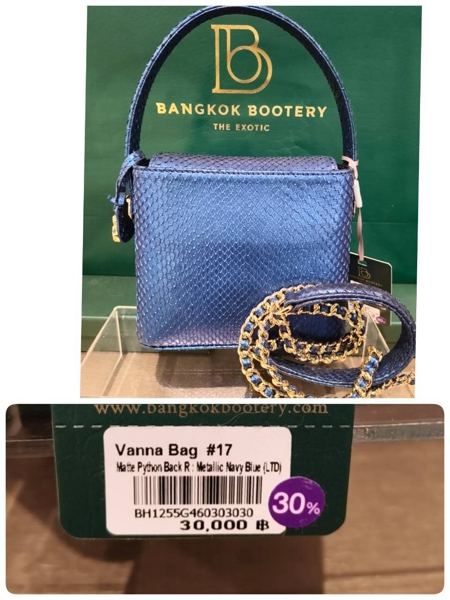 B
BANGKOK BOOTERY
THE EXOTIC
B
www.bangkokbootery.com
Vanna Bag #17
Matte Python Back R : Metallic Navy Blue (LTD)
BH1255G460303030
30,000 ฿
30%